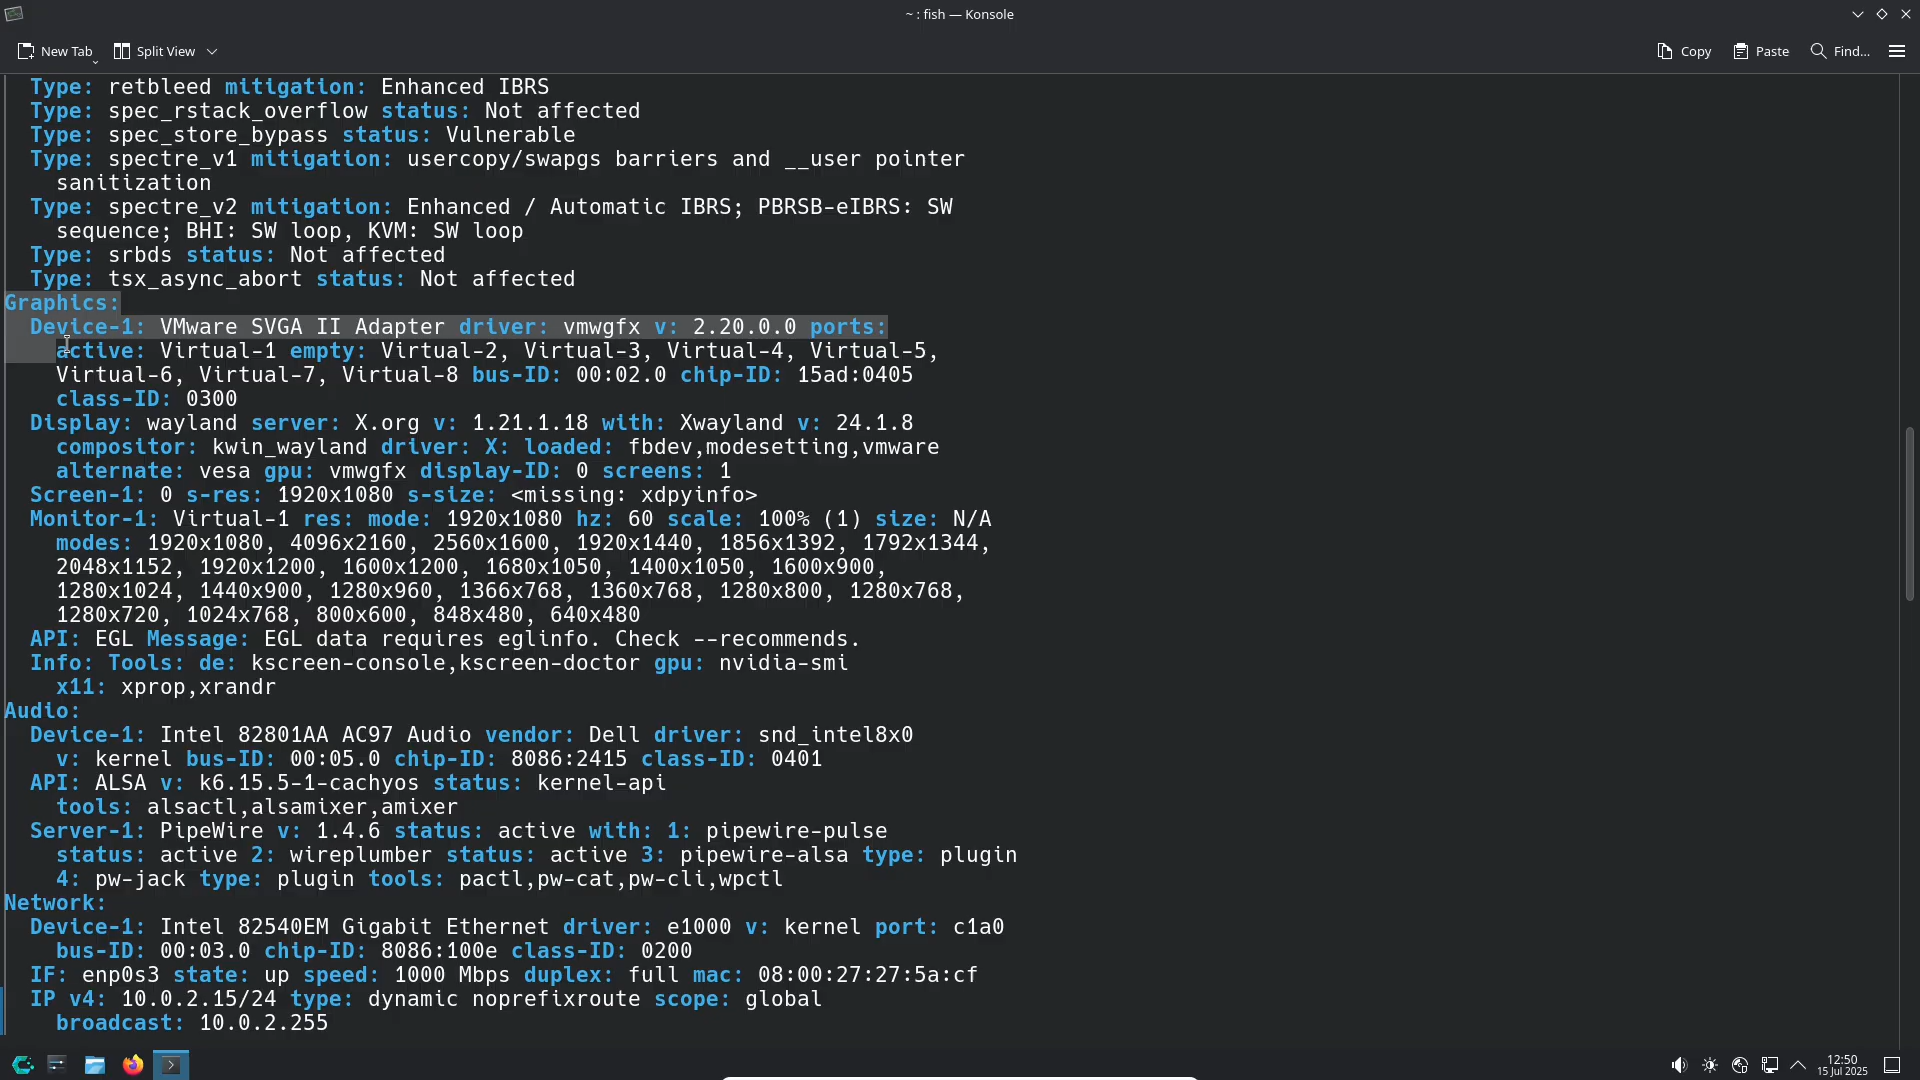 ~ : fish — Konsole
New Tab
Split View
Copy
Paste
Find...
Type: retbleed mitigation: Enhanced IBRS
Type: spec_rstack_overflow status: Not affected
Type: spec_store_bypass status: Vulnerable
Type: spectre_v1 mitigation: usercopy/swapgs barriers and __user pointer
sanitization
Type: spectre_v2 mitigation: Enhanced / Automatic IBRS; PBRSB-eIBRS: SW
sequence; BHI: SW loop, KVM: SW loop
Type: srbds status: Not affected
Type: tsx_async_abort status: Not affected
Graphics:
Device-1: VMware SVGA II Adapter driver: vmwgfx v: 2.20.0.0 ports:
active: Virtual-1 empty: Virtual-2, Virtual-3, Virtual-4, Virtual-5,
Virtual-6, Virtual-7, Virtual-8 bus-ID: 00:02.0 chip-ID: 15ad:0405
class-ID: 0300
Display: wayland server: X.org v: 1.21.1.18 with: Xwayland v: 24.1.8
compositor: kwin_wayland driver: X: loaded: fbdev,modesetting,vmware
alternate: vesa gpu: vmwgfx display-ID: 0 screens: 1
Screen-1: 0 s-res: 1920x1080 s-size: <missing: xdpyinfo>
Monitor-1: Virtual-1 res: mode: 1920x1080 hz: 60 scale: 100% (1) size: N/A
modes: 1920x1080, 4096x2160, 2560x1600, 1920x1440, 1856x1392, 1792x1344,
2048x1152, 1920x1200, 1600x1200, 1680x1050, 1400x1050, 1600x900,
1280x1024, 1440x900, 1280x960, 1366x768, 1360x768, 1280x800, 1280x768,
1280x720, 1024x768, 800x600, 848x480, 640x480
API: EGL Message: EGL data requires eglinfo. Check --recommends.
Info: Tools: de: kscreen-console,kscreen-doctor gpu: nvidia-smi
x11: xprop,xrandr
Audio:
Device-1: Intel 82801AA AC97 Audio vendor: Dell driver: snd_intel8x0
v: kernel bus-ID: 00:05.0 chip-ID: 8086:2415 class-ID: 0401
API: ALSA v: k6.15.5-1-cachyos status: kernel-api
tools: alsactl,alsamixer,amixer
Server-1: PipeWire v: 1.4.6 status: active with: 1: pipewire-pulse
status: active 2: wireplumber status: active 3: pipewire-alsa type: plugin
4: pw-jack type: plugin tools: pactl,pw-cat,pw-cli,wpctl
Network:
Device-1: Intel 82540EM Gigabit Ethernet driver: e1000 v: kernel port: c1a0
bus-ID: 00:03.0 chip-ID: 8086:100e class-ID: 0200
IF: enp0s3 state: up speed: 1000 Mbps duplex: full mac: 08:00:27:27:5a:cf
IP v4: 10.0.2.15/24 type: dynamic noprefixroute scope: global
broadcast: 10.0.2.255
12:50
15 Jul 2025